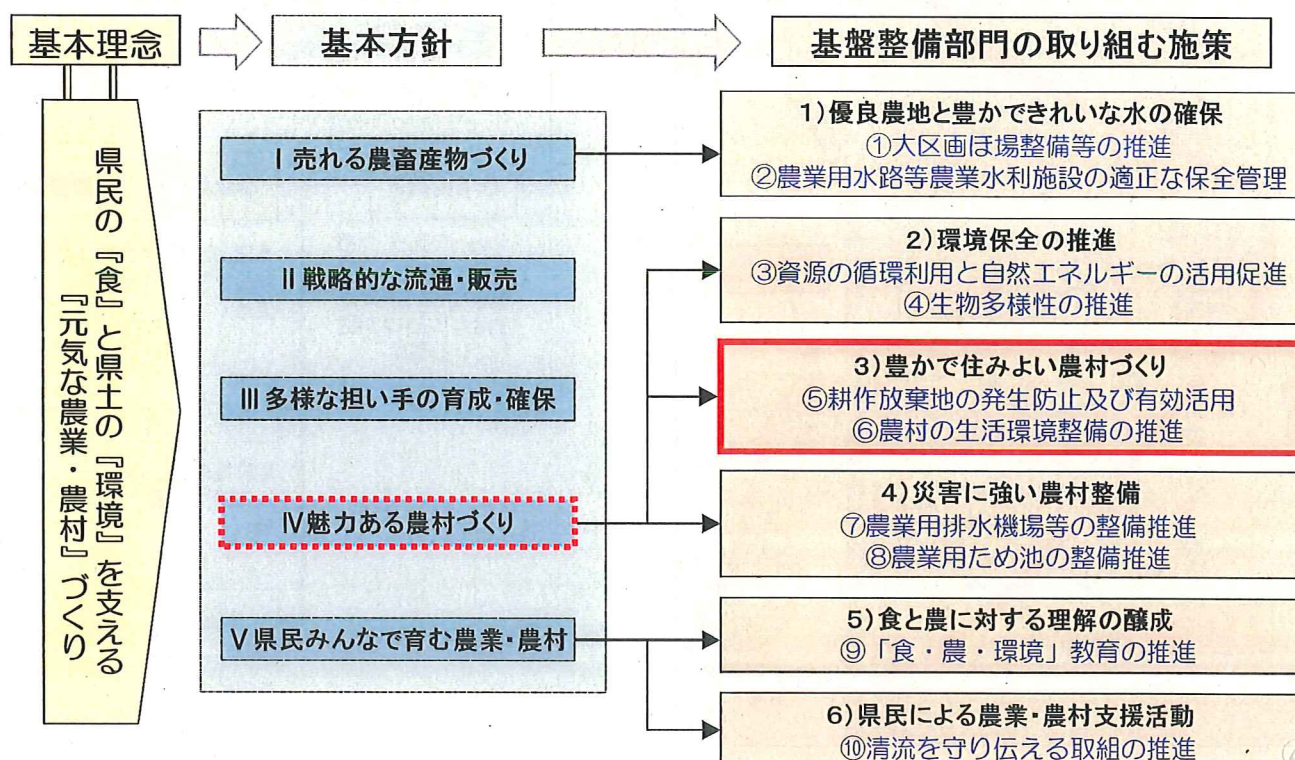 基本理念
基本方針
基盤整備部門の取り組む施策
県民の『食』と県土の『環境』を支える
『元気な農業・農村』づくり
Ⅰ売れる農畜産物づくり
Ⅱ戦略的な流通・販売
Ⅲ多様な担い手の育成・確保
Ⅳ魅力ある農村づくり
Ⅴ県民みんなで育む農業・農村
1)優良農地と豊かできれいな水の確保
①大区画ほ場整備等の推進
②農業用水路等農業水利施設の適正な保全管理
2)環境保全の推進
③資源の循環利用と自然エネルギーの活用促進
④生物多様性の推進
3)豊かで住みよい農村づくり
⑤耕作放棄地の発生防止及び有効活用
⑥農村の生活環境整備の推進
4)災害に強い農村整備
⑦農業用排水機場等の整備推進
⑧農業用ため池の整備推進
5)食と農に対する理解の醸成
⑨「食・農・環境」教育の推進
6)県民による農業・農村支援活動
⑩清流を守り伝える取組の推進